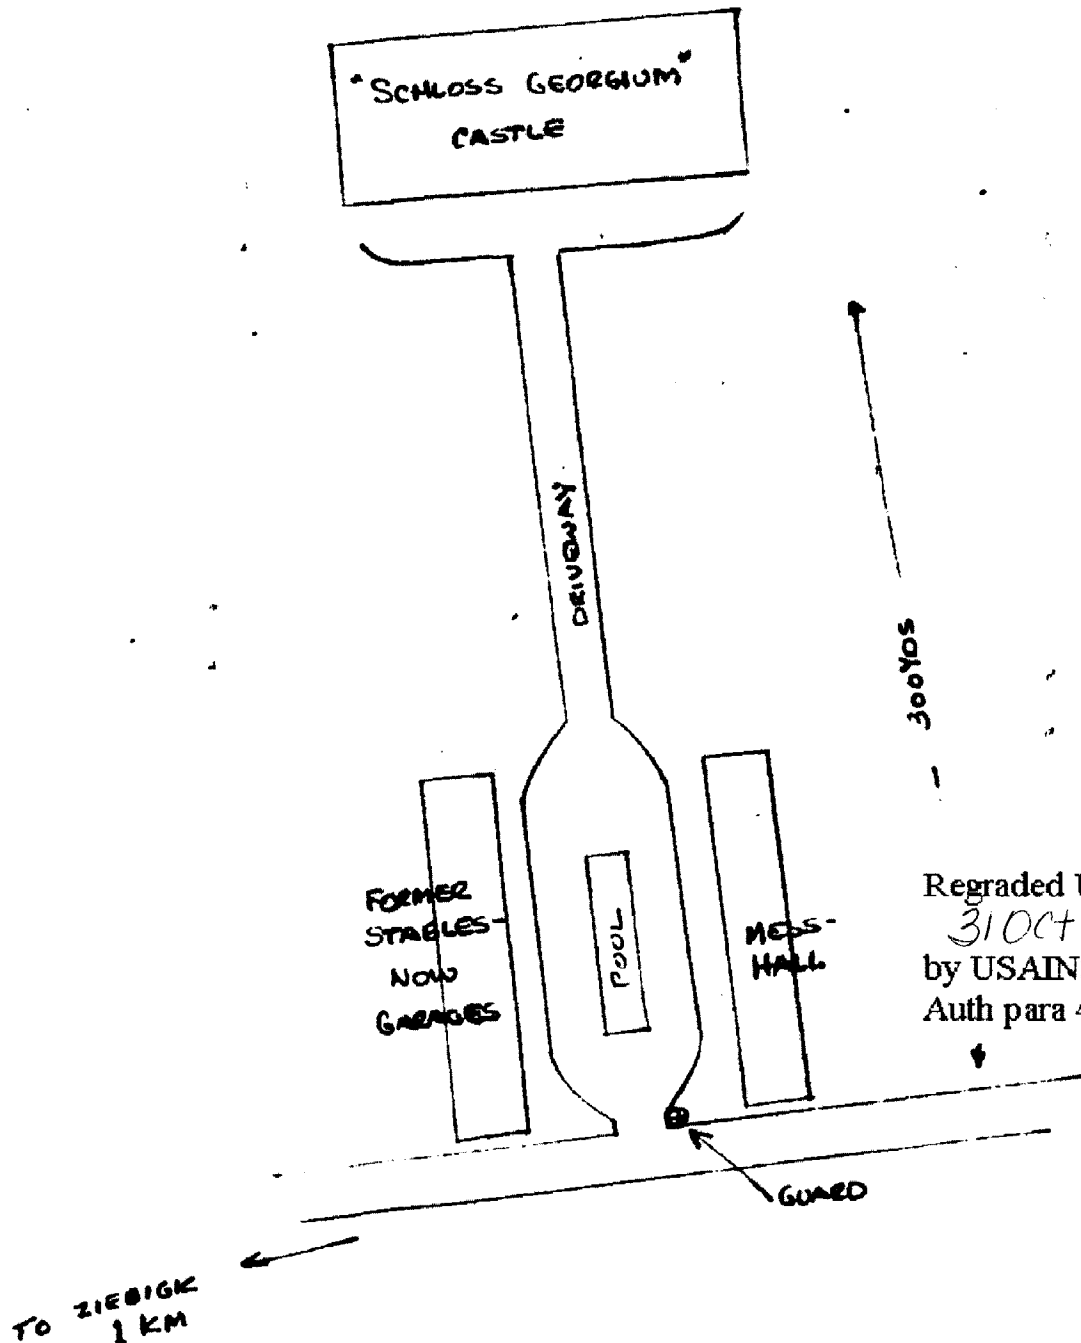 "SCHLOSS GEORGIUM"
CASTLE
DRIVEWAY
300YDS
FORMER
STABLES-
NOW
GARAGES
POOL
MESS-
HALL
Regraded U
31 Oct
by USAIN
Auth para 4
GUARD
TO ZIEBIGK
1 KM